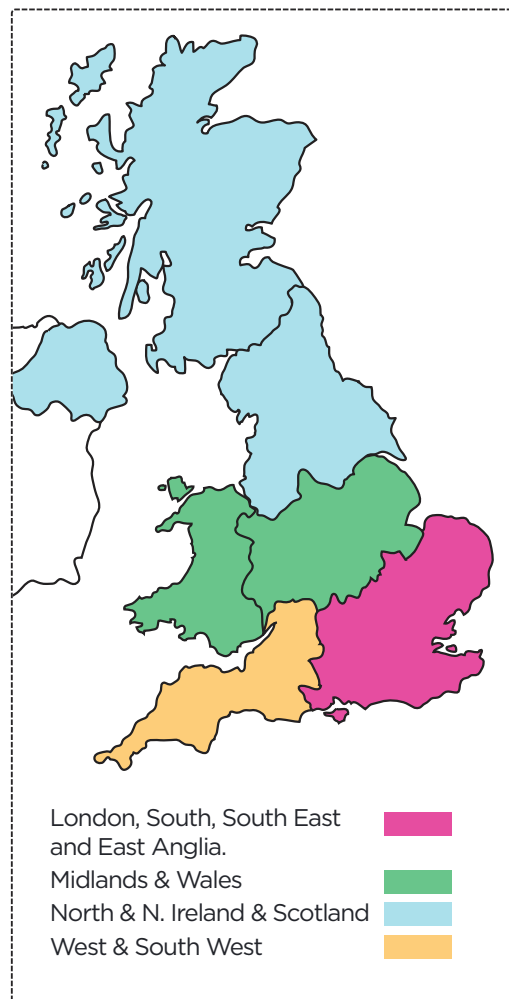 London, South, South East
and East Anglia.
Midlands & Wales
North & N. Ireland & Scotland
West & South West